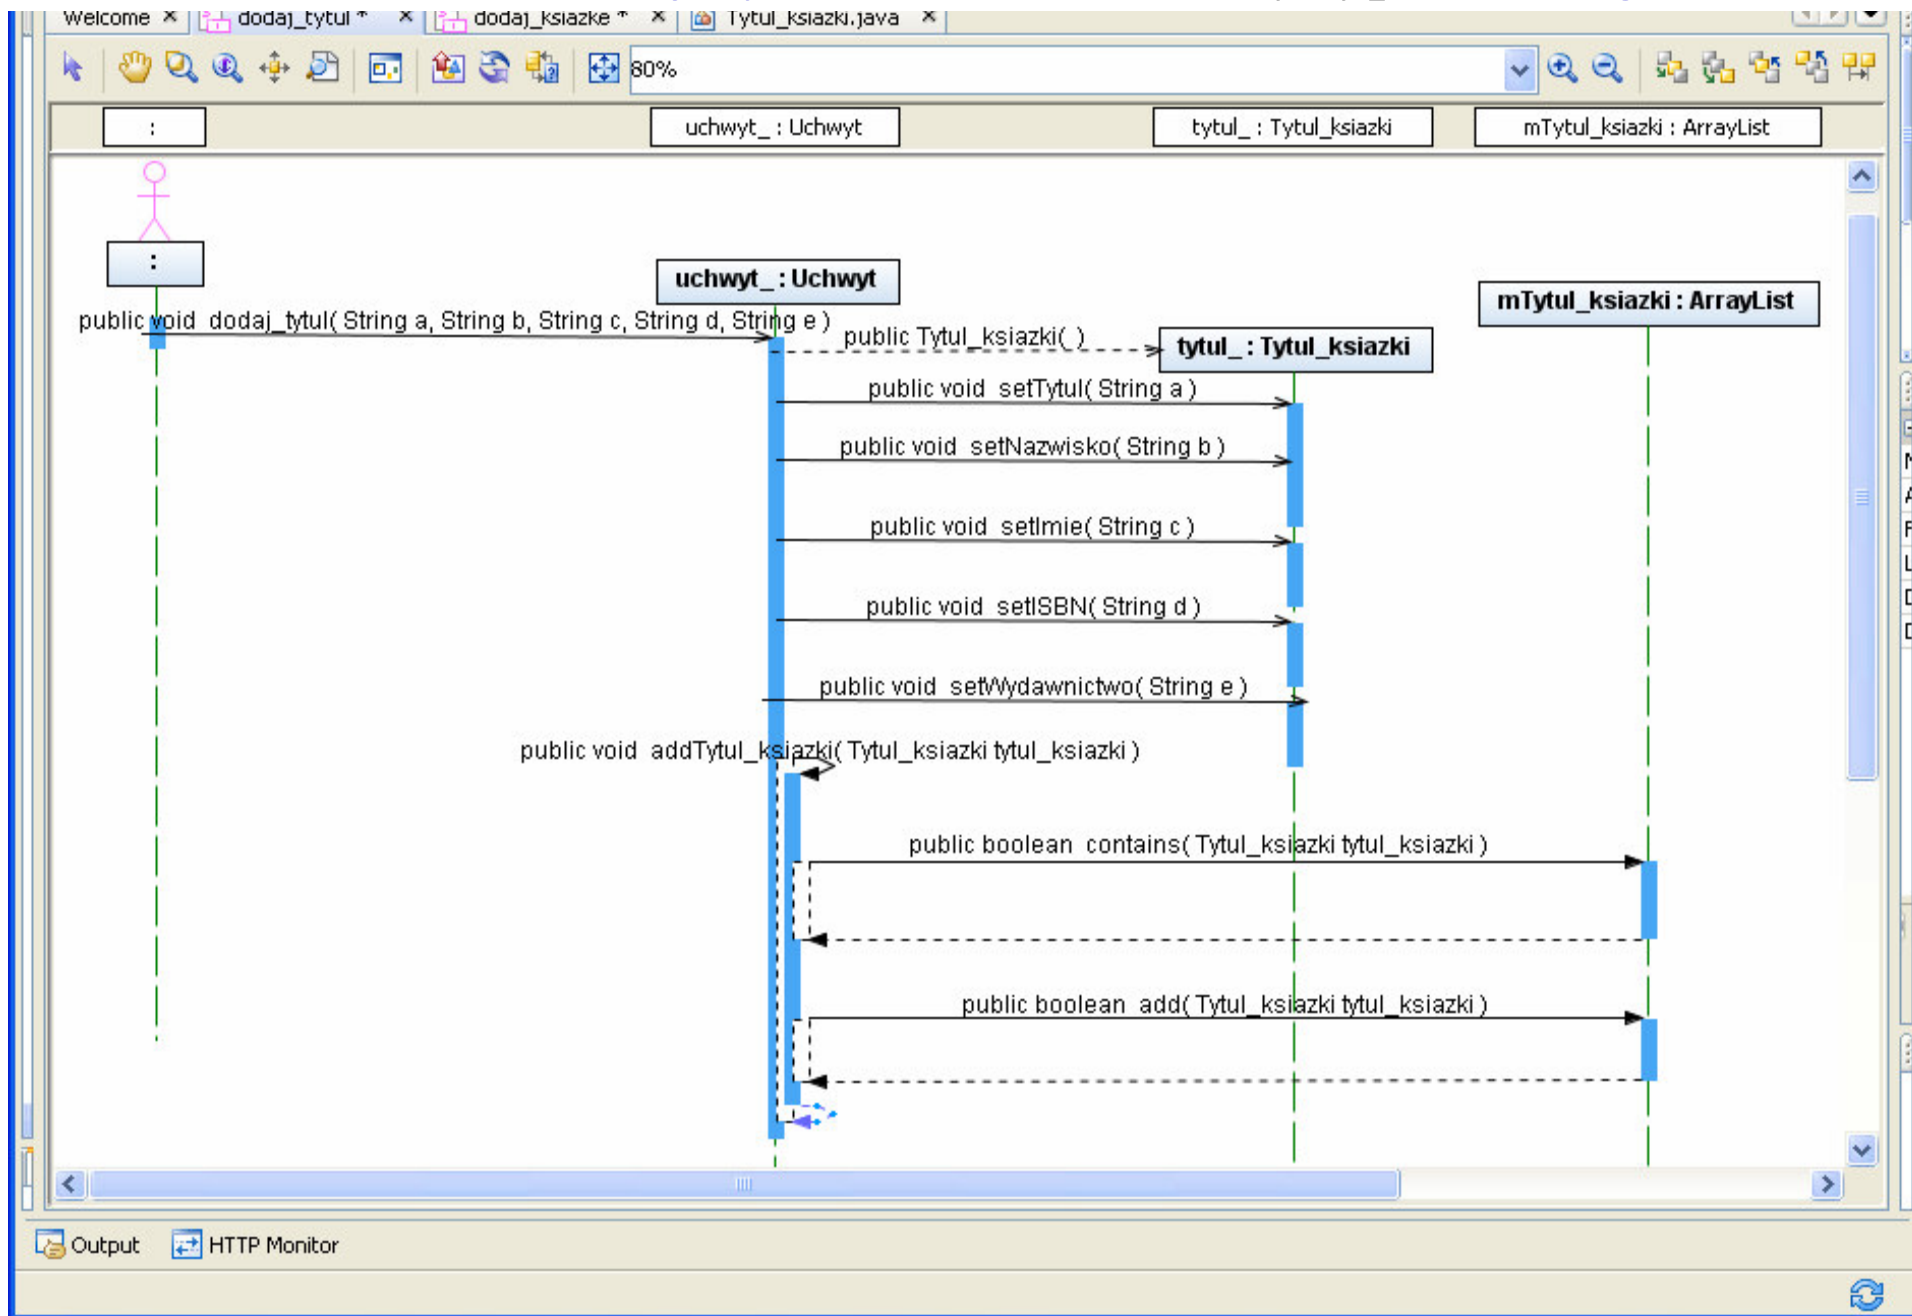 Welcome × dodaj_tytul * × dodaj_ksiazke * × Tytul_ksiazki.java ×
80%
: uchwyt_ : Uchwyt tytul_ : Tytul_ksiazki mTytul_ksiazki : ArrayList
:
uchwyt_ : Uchwyt
mTytul_ksiazki : ArrayList
public void dodaj_tytul( String a, String b, String c, String d, String e )
public Tytul_ksiazki( )
tytul_ : Tytul_ksiazki
public void setTytul( String a )
public void setNazwisko( String b )
public void setImie( String c )
public void setISBN( String d )
public void setWydawnictwo( String e )
public void addTytul_ksiazki( Tytul_ksiazki tytul_ksiazki )
public boolean contains( Tytul_ksiazki tytul_ksiazki )
public boolean add( Tytul_ksiazki tytul_ksiazki )
Output HTTP Monitor